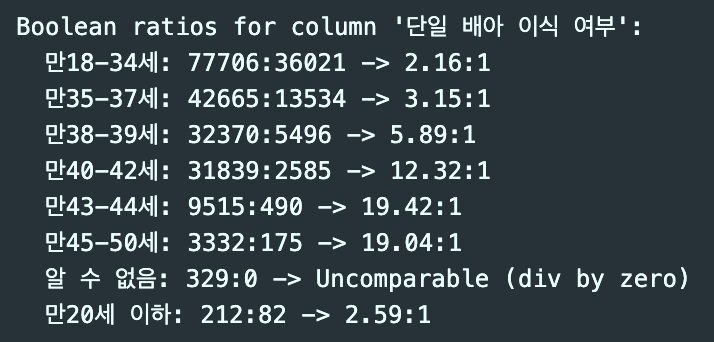 Boolean ratios for column '단일 배아 이식 여부':
만18-34세: 77706:36021 -> 2.16:1
만35-37세: 42665:13534 -> 3.15:1
만38-39세: 32370:5496 -> 5.89:1
만40-42세: 31839:2585 -> 12.32:1
만43-44세: 9515:490 -> 19.42:1
만45-50세: 3332:175 -> 19.04:1
알 수 없음: 329:0 -> Uncomparable (div by zero)
만20세 이하: 212:82 -> 2.59:1